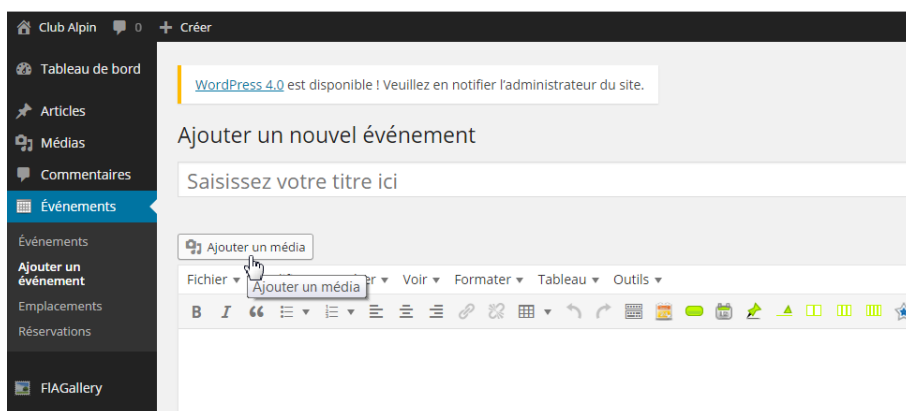 Club Alpin 0 + Créer
Tableau de bord
WordPress 4.0 est disponible ! Veuillez en notifier l’administrateur du site.
Articles
Médias
Commentaires
Événements
Événements
Ajouter un
événement
Emplacements
Réservations
FlAGallery
Ajouter un nouvel événement
Saisissez votre titre ici
Ajouter un média
Fichier Voir Formater Tableau Outils
Ajouter un média
B I